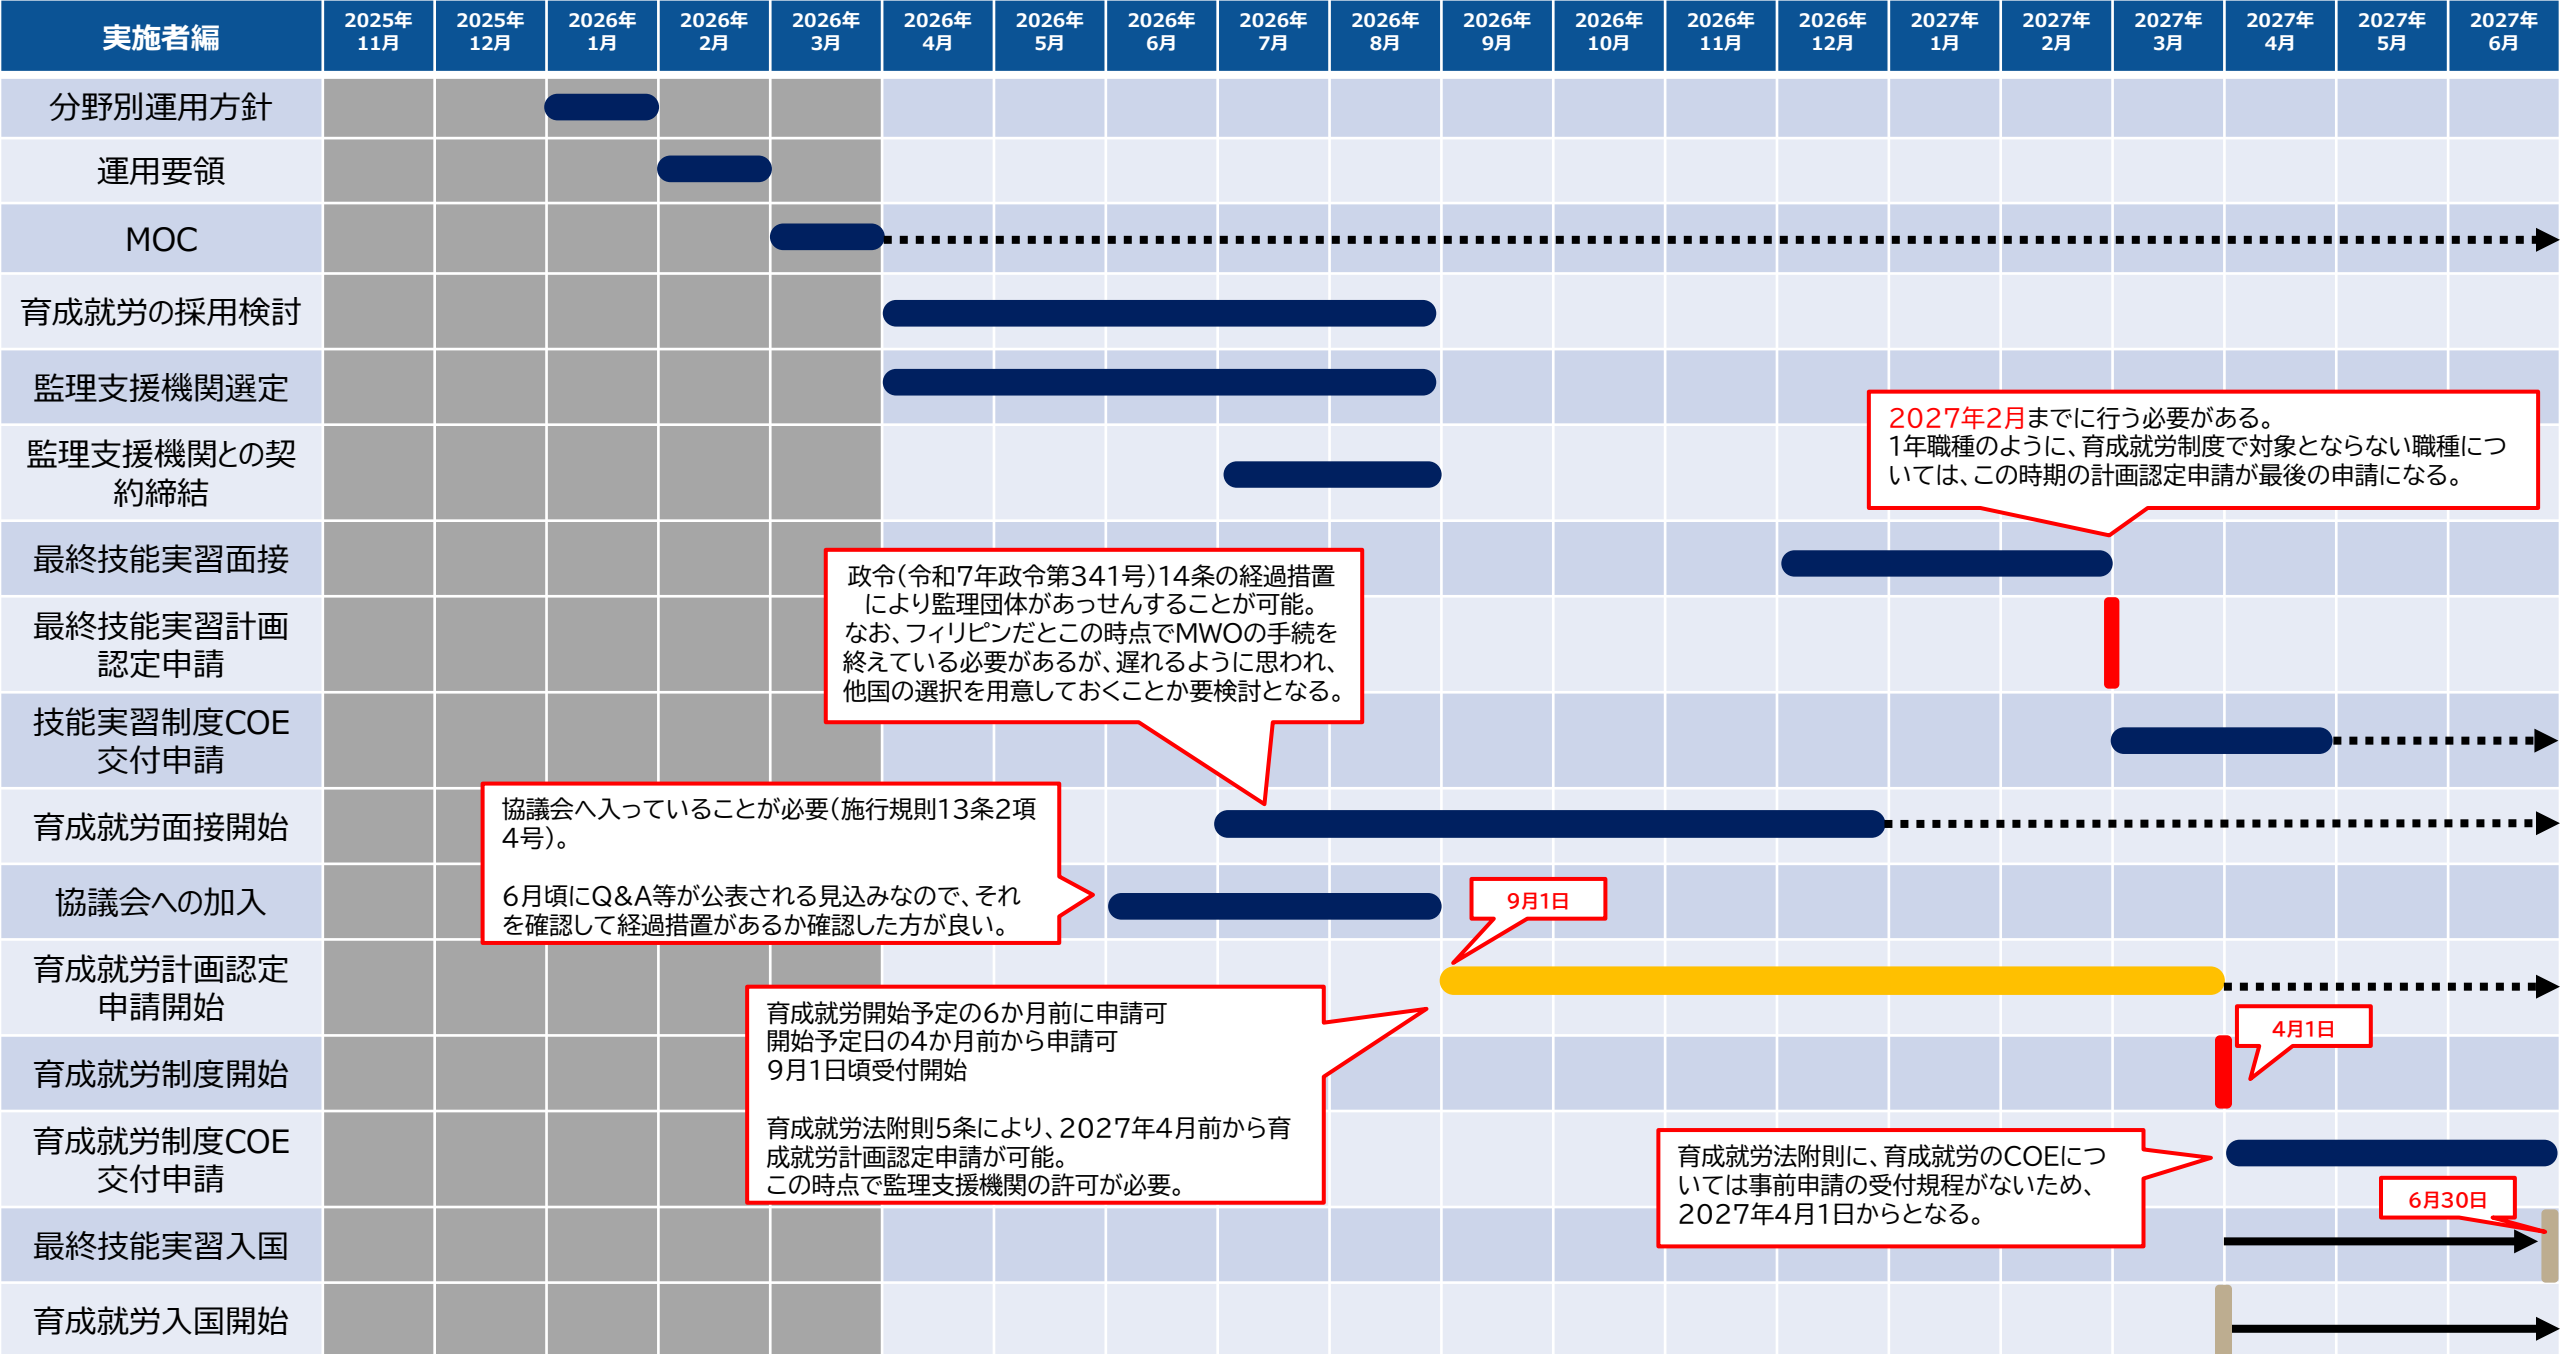 実施者編
2025年
11月
2025年
12月
2026年
1月
2026年
2月
2026年
3月
2026年
4月
2026年
5月
2026年
6月
2026年
7月
2026年
8月
2026年
9月
2026年
10月
2026年
11月
2026年
12月
2027年
1月
2027年
2月
2027年
3月
2027年
4月
2027年
5月
2027年
6月
分野別運用方針
運用要領
MOC
育成就労の採用検討
監理支援機関選定
2027年2月までに行う必要がある。
1年職種のように、育成就労制度で対象とならない職種につ
いては、この時期の計画認定申請が最後の申請になる。
監理支援機関との契
約締結
最終技能実習面接
政令(令和7年政令第341号)14条の経過措置
により監理団体があっせんすることが可能。
なお、フィリピンだとこの時点でMWOの手続を
終えている必要があるが、遅れるように思われ、
他国の選択を用意しておくことか要検討となる。
最終技能実習計画
認定申請
技能実習制度COE
交付申請
育成就労面接開始
協議会へ入っていることが必要(施行規則13条2項
4号)。
6月頃にQ&A等が公表される見込みなので、それ
を確認して経過措置があるか確認した方が良い。
協議会への加入
9月1日
育成就労計画認定
申請開始
育成就労開始予定の6か月前に申請可
開始予定日の4か月前から申請可
9月1日頃受付開始
育成就労法附則5条により、2027年4月前から育
成就労計画認定申請が可能。
この時点で監理支援機関の許可が必要。
4月1日
育成就労制度開始
育成就労制度COE
交付申請
育成就労法附則に、育成就労のCOEにつ
いては事前申請の受付規程がないため、
2027年4月1日からとなる。
6月30日
最終技能実習入国
育成就労入国開始